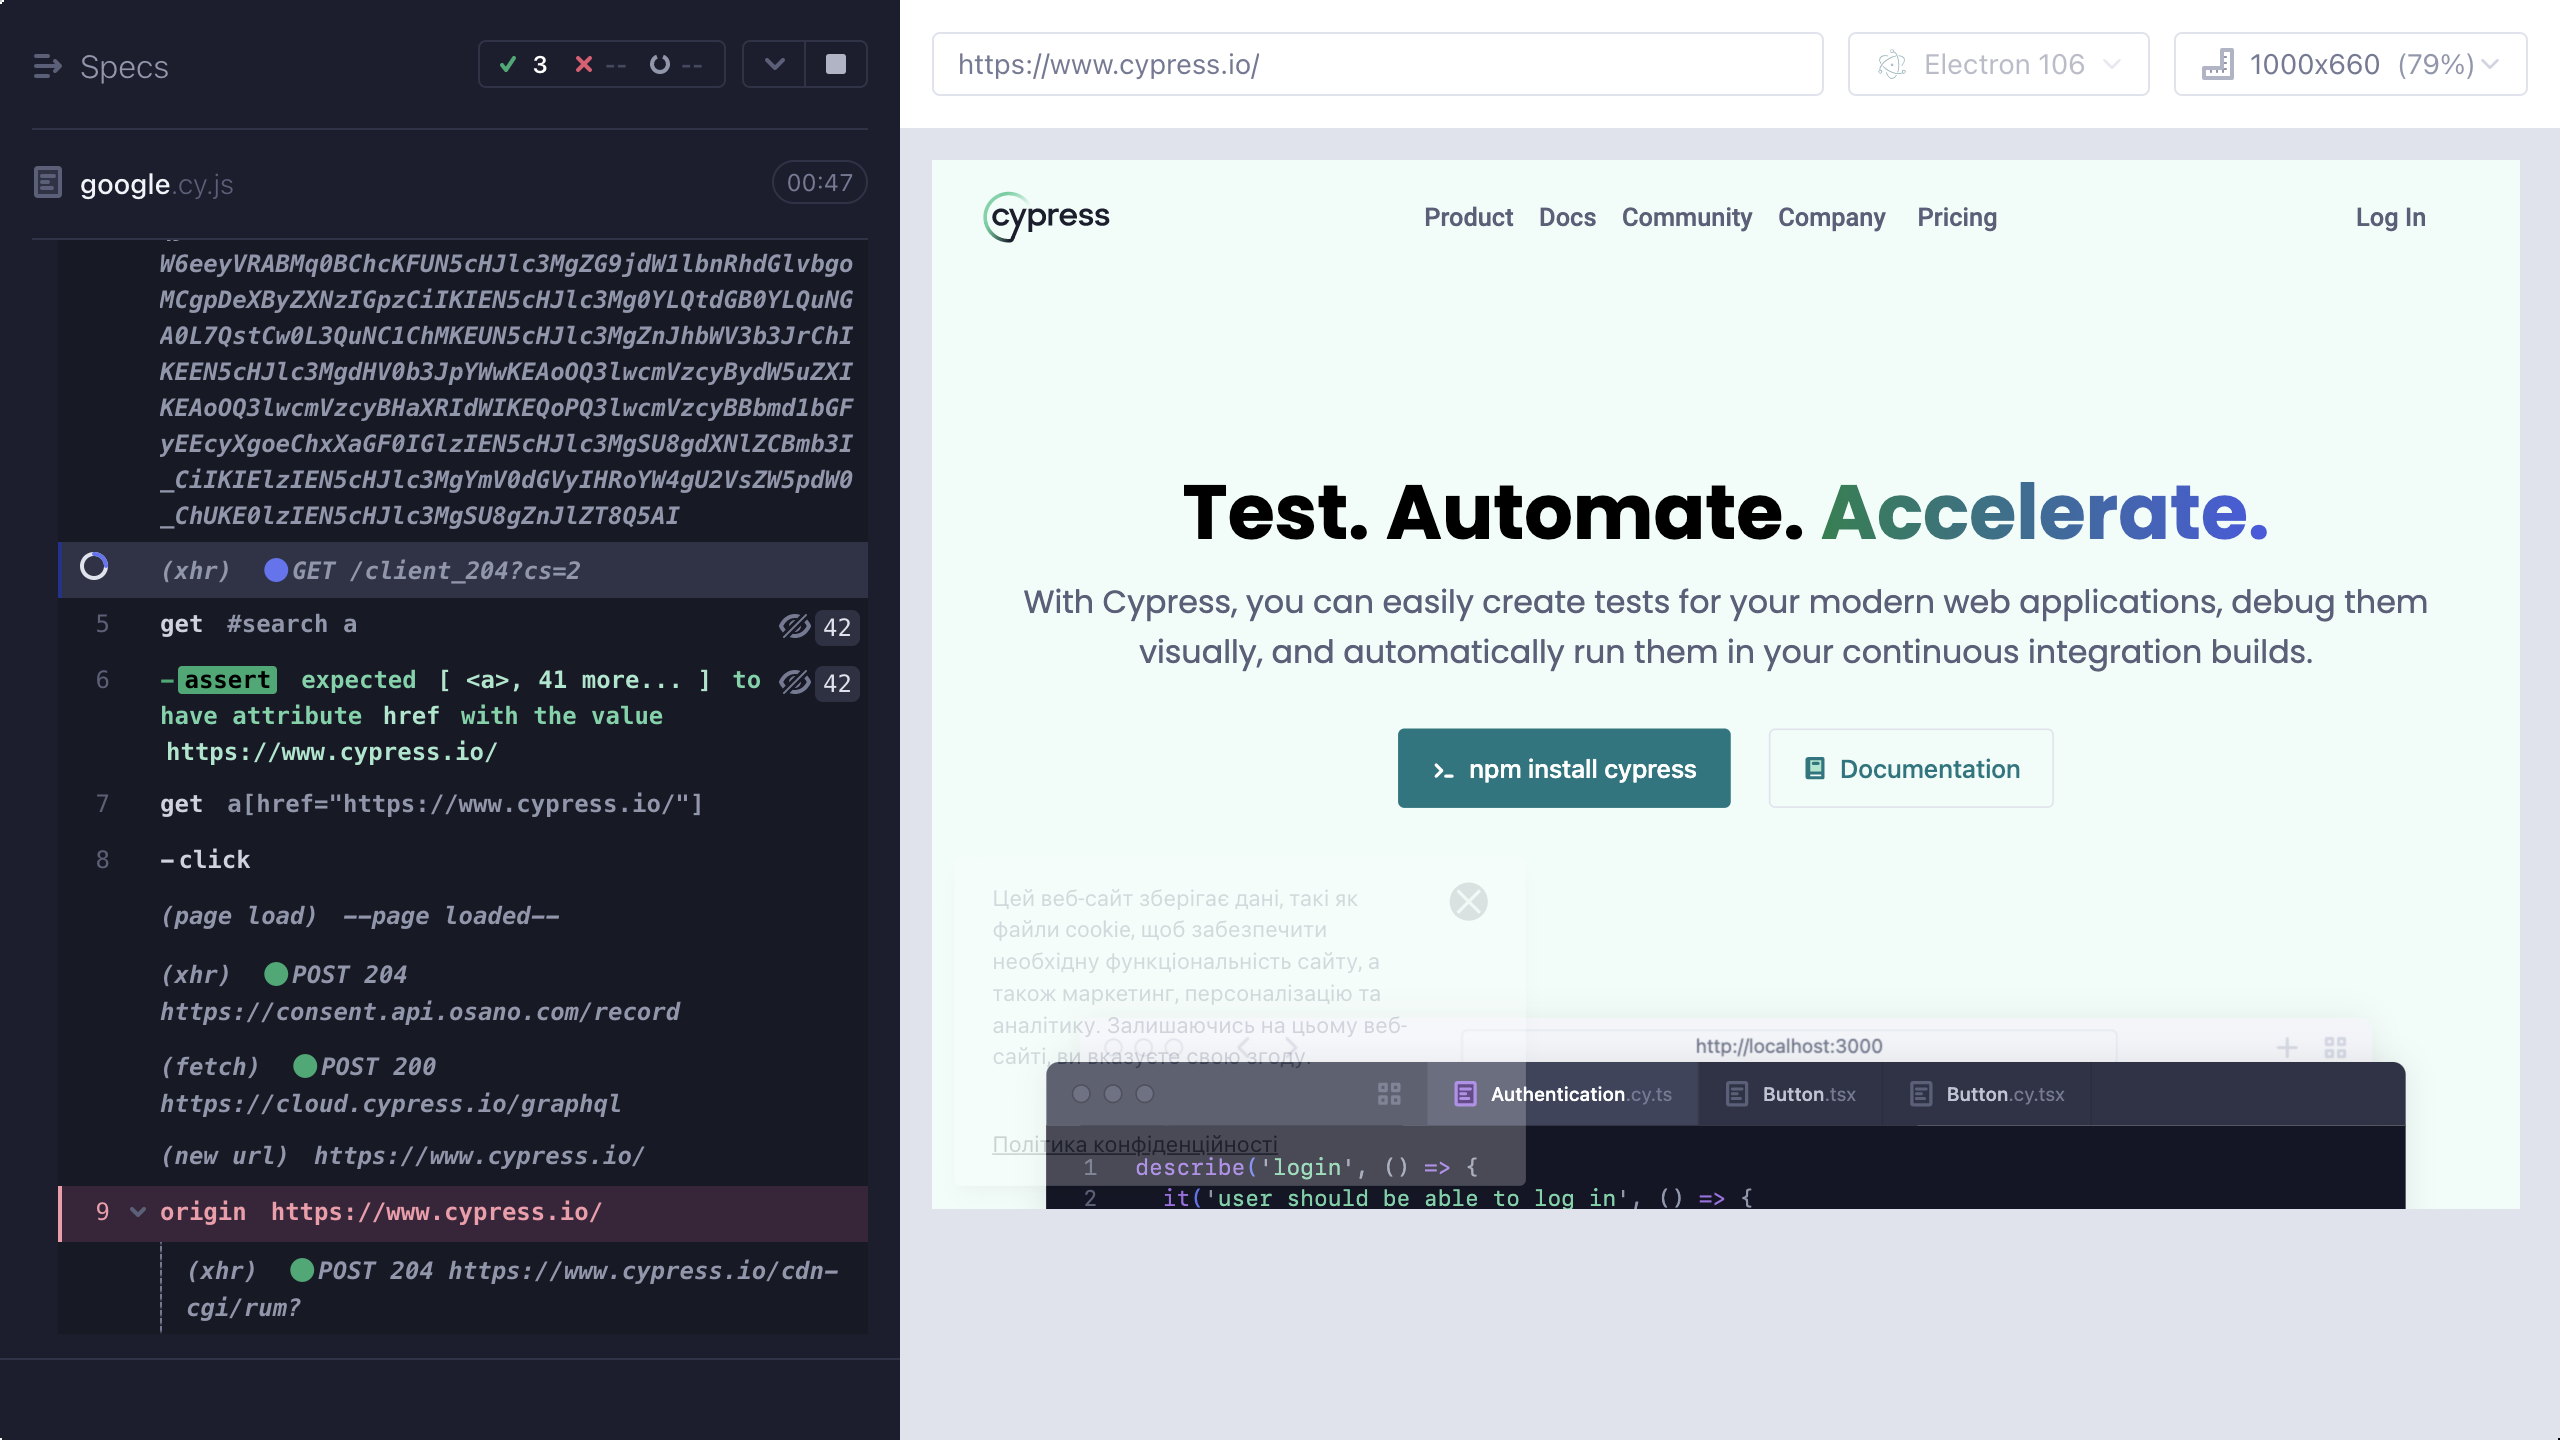 Specs
3 -- --
google.cy.js
00:47
W6eeyVRABMq0BChcKFUN5cHJlc3MgZG9jdW1lbnRhdGlvbgo
MCgpDeXByZXNzIGpzCiIKIEN5cHJlc3Mg0YLQtdGB0YLQuNG
A0L7QstCw0L3QuNC1ChMKEUN5cHJlc3MgZnJhbWV3b3JrChI
KEEN5cHJlc3MgdHV0b3JpYWwKEAoOQ3lwcmVzcyBydW5uZXI
KEAoOQ3lwcmVzcyBHaXRIdWIKEQoPQ3lwcmVzcyBBbmd1bGF
yEEcyXgoeChxXaGF0IGlzIEN5cHJlc3MgSU8gdXNlZCBmb3I
_CiIKIElzIEN5cHJlc3MgYmV0dGVyIHRoYW4gU2VsZW5pdW0
_ChUKE0lzIEN5cHJlc3MgSU8gZnJlZT8Q5AI
(xhr) GET /client_204?cs=2
5 get #search a 42
6 -assert expected [ <a>, 41 more... ] to 42
have attribute href with the value
https://www.cypress.io/
7 get a[href="https://www.cypress.io/"]
8 -click
(page load) --page loaded--
(xhr) POST 204
https://consent.api.osano.com/record
(fetch) POST 200
https://cloud.cypress.io/graphql
(new url) https://www.cypress.io/
9 origin https://www.cypress.io/
(xhr) POST 204 https://www.cypress.io/cdn-
cgi/rum?
https://www.cypress.io/
Electron 106
1000x660 (79%)
cypress
Product Docs Community Company Pricing
Log In
Test. Automate. Accelerate.
With Cypress, you can easily create tests for your modern web applications, debug them
visually, and automatically run them in your continuous integration builds.
>_ npm install cypress
Documentation
Цей веб-сайт зберігає дані, такі як
файли cookie, щоб забезпечити
необхідну функціональність сайту, а
також маркетинг, персоналізацію та
аналітику. Залишаючись на цьому веб-
сайті, ви вказуєте свою згоду.
Політика конфіденційності
http://localhost:3000
Authentication.cy.ts
Button.tsx
Button.cy.tsx
1 describe('login', () => {
2 it('user should be able to log in', () => {